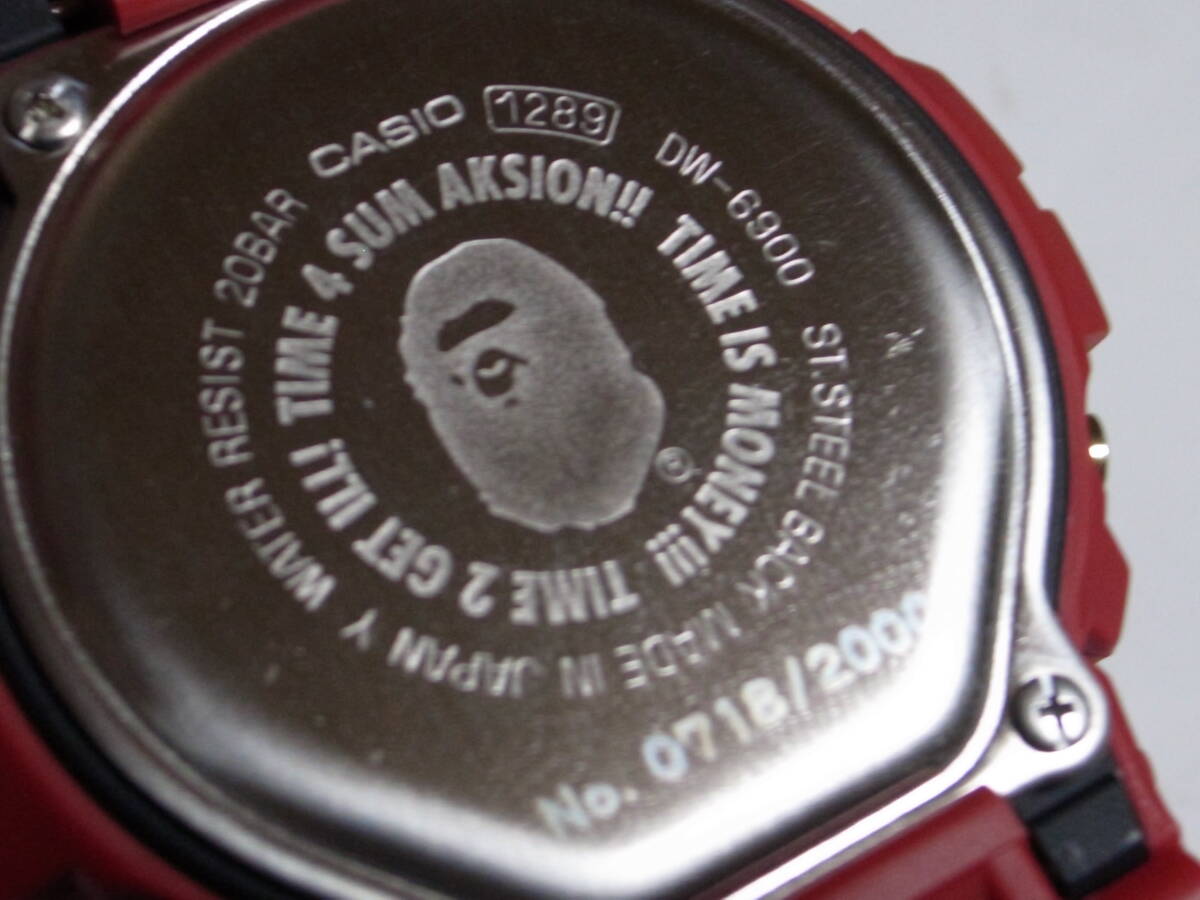 CASIO 1289 DW-6900 ST.STEEL BACK MADE IN JAPAN Y WATER RESIST 20BAR
TIME 4 SUM AKSION!! TIME IS MONEY!!! TIME 2 GET ILL!
©
No. 0718/2000